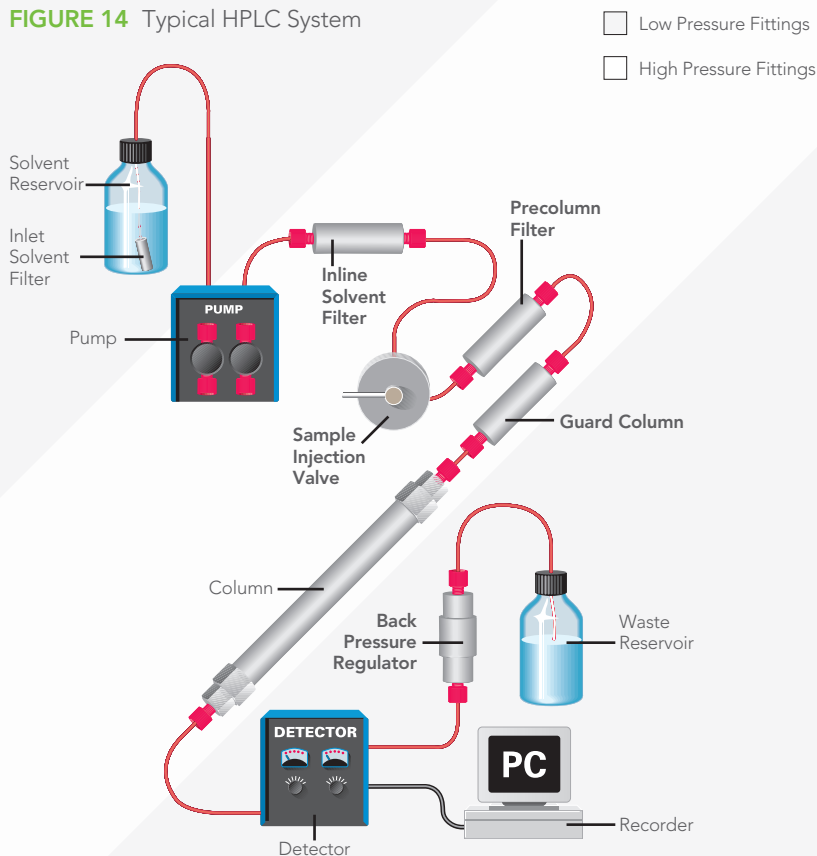 FIGURE 14 Typical HPLC System
Low Pressure Fittings
High Pressure Fittings
Solvent
Reservoir
Inlet
Solvent
Filter
Pump
PUMP
Inline
Solvent
Filter
Precolumn
Filter
Sample
Injection
Valve
Guard Column
Column
Back
Pressure
Regulator
Waste
Reservoir
DETECTOR
PC
Recorder
Detector